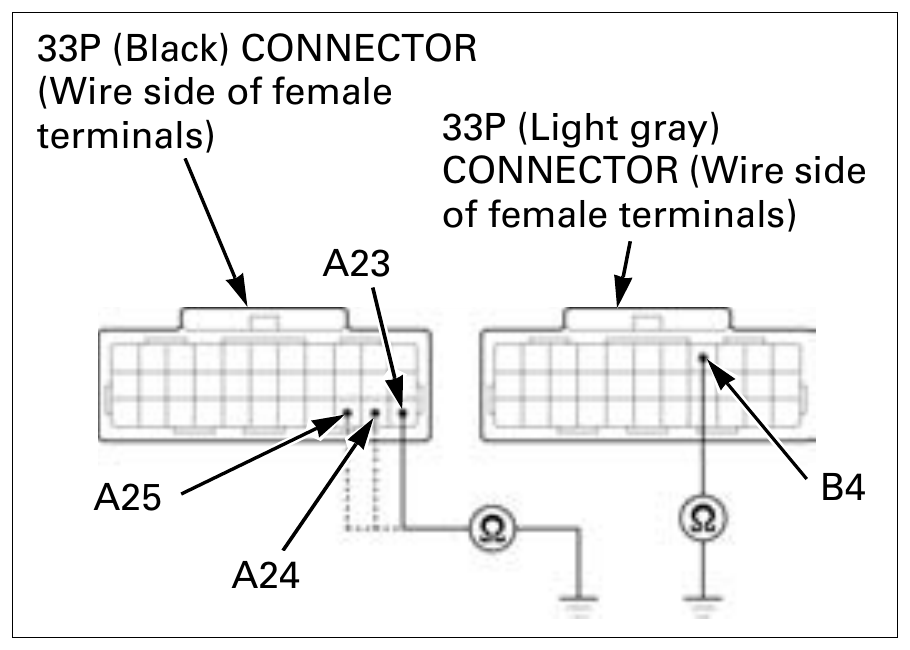 33P (Black) CONNECTOR
(Wire side of female
terminals)
33P (Light gray)
CONNECTOR (Wire side
of female terminals)
A23
A25
B4
A24
Ω
Ω